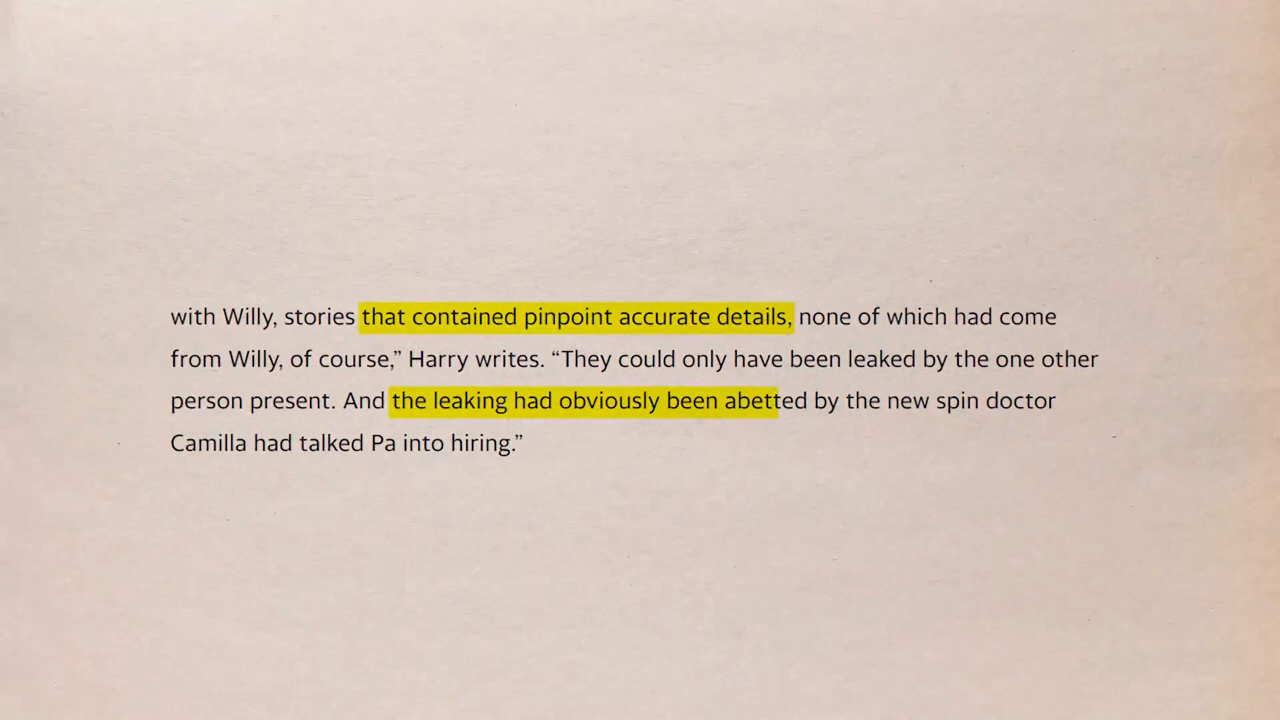 with Willy, stories that contained pinpoint accurate details, none of which had come
from Willy, of course,” Harry writes. “They could only have been leaked by the one other
person present. And the leaking had obviously been abetted by the new spin doctor
Camilla had talked Pa into hiring.”